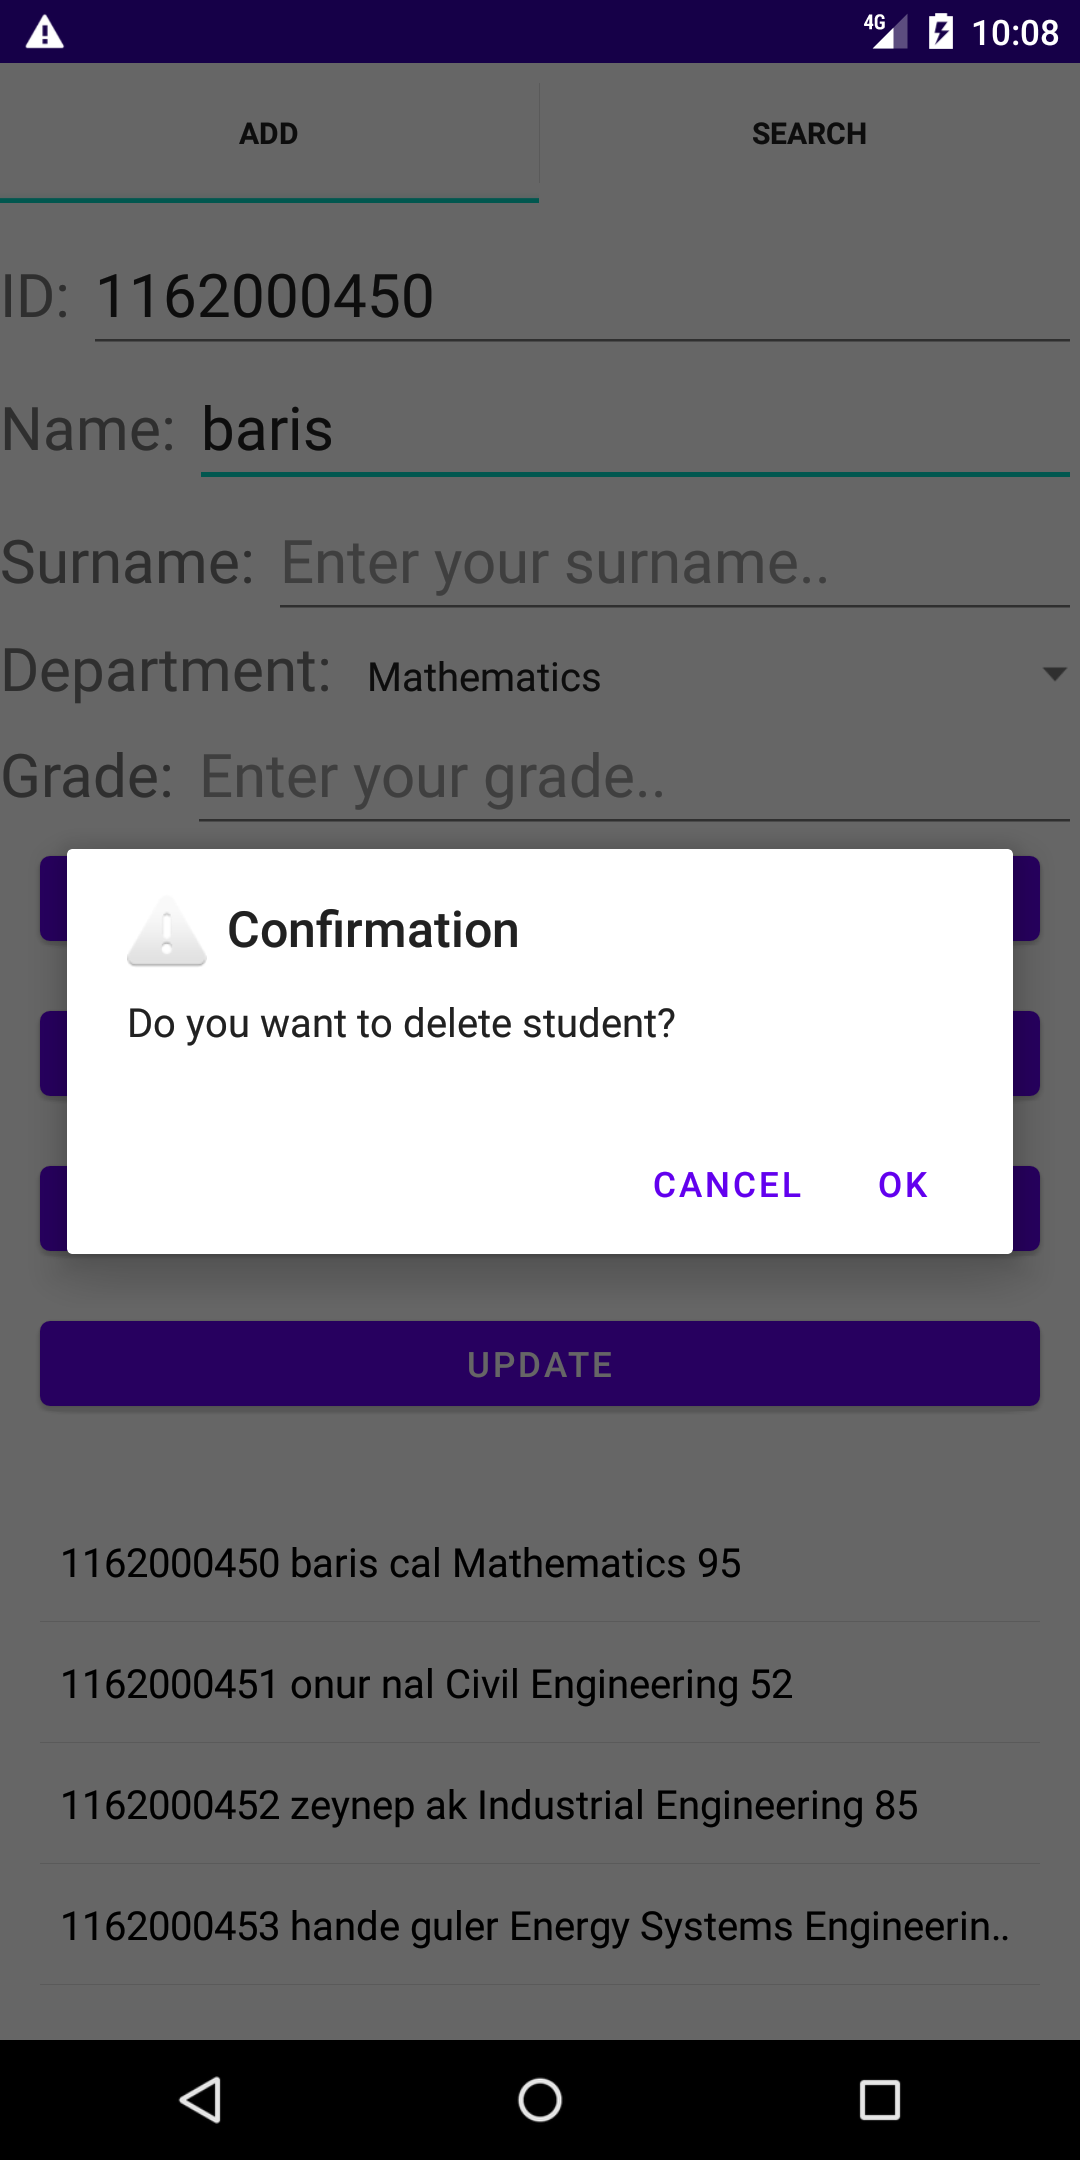 4G 10:08
ADD SEARCH
ID: 1162000450
Name: baris
Surname: Enter your surname..
Department: Mathematics
Grade: Enter your grade..
Confirmation
Do you want to delete student?
CANCEL OK
UPDATE
1162000450 baris cal Mathematics 95
1162000451 onur nal Civil Engineering 52
1162000452 zeynep ak Industrial Engineering 85
1162000453 hande guler Energy Systems Engineerin..